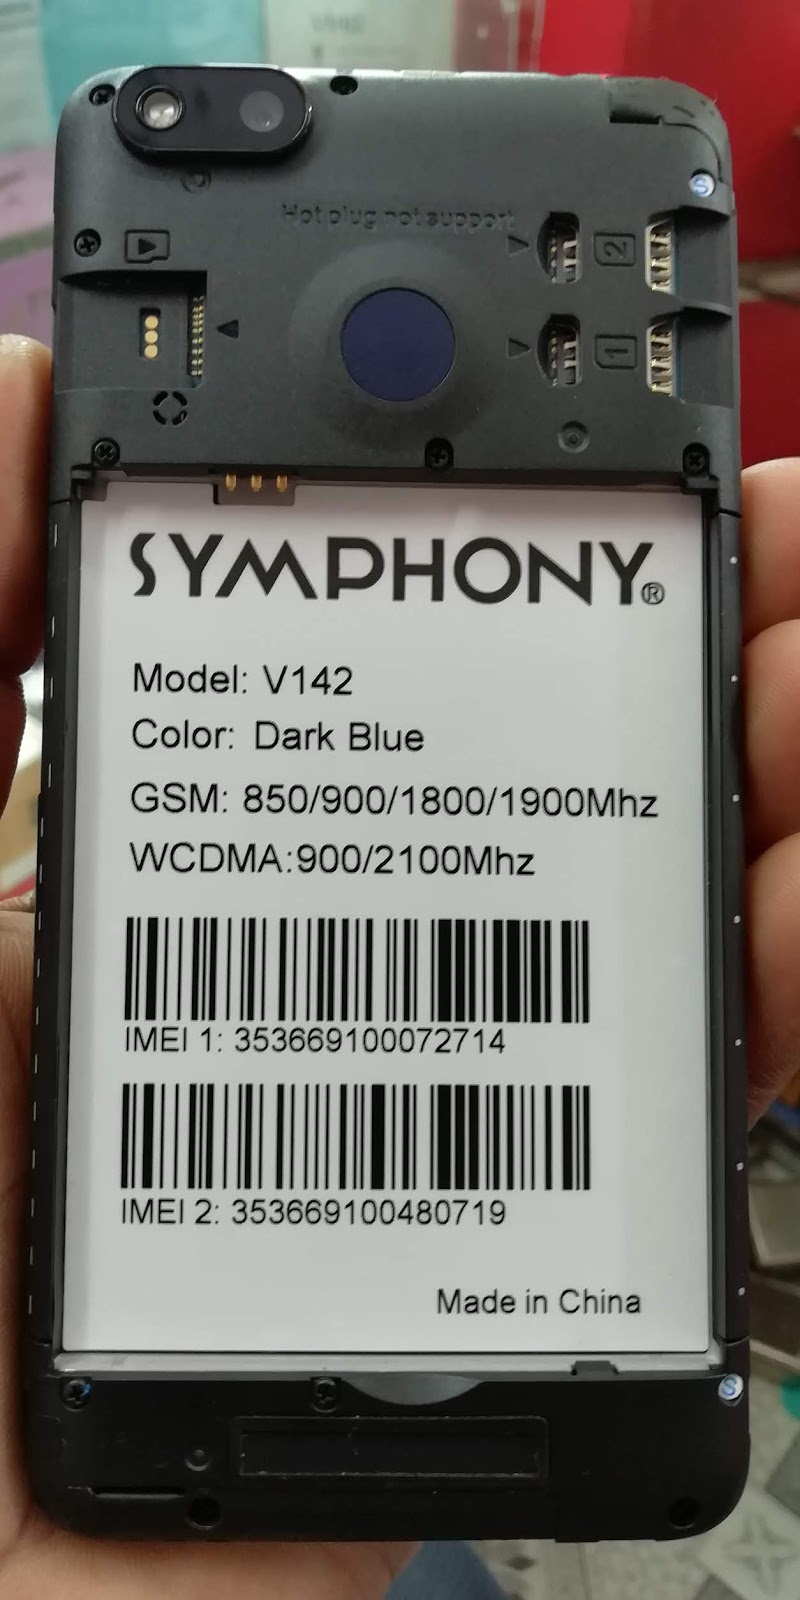 Hot plug not support
2
1
SYMPHONY®
Model: V142
Color: Dark Blue
GSM: 850/900/1800/1900Mhz
WCDMA:900/2100Mhz
IMEI 1: 353669100072714
IMEI 2: 353669100480719
Made in China
S
S